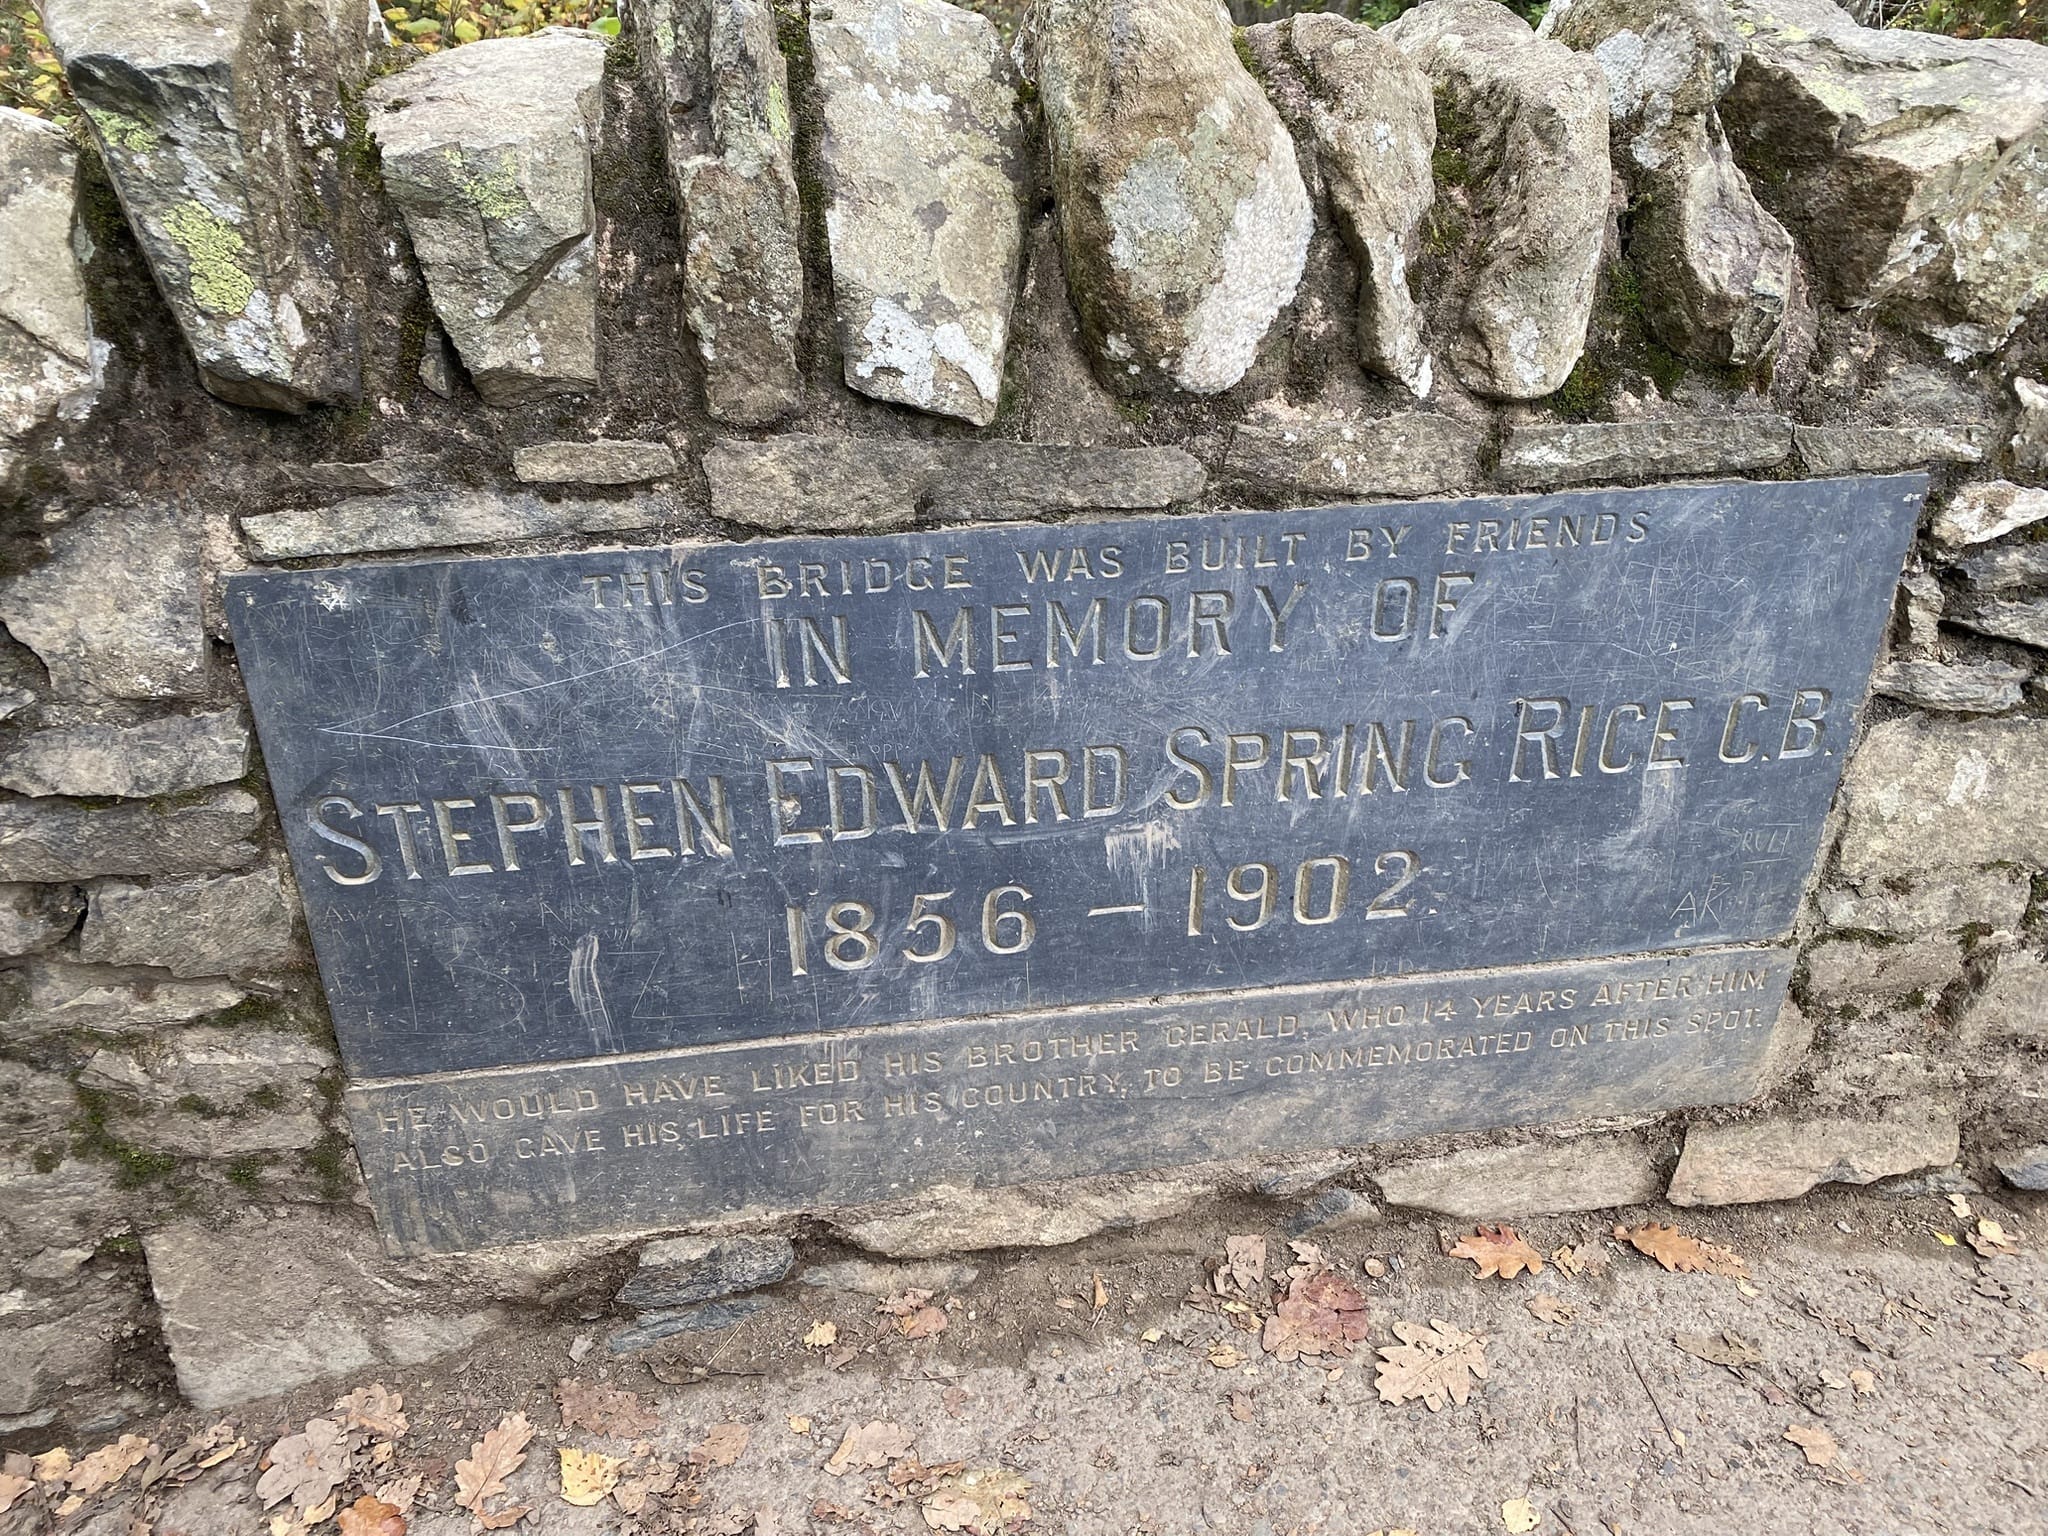 THIS BRIDGE WAS BUILT BY FRIENDS
IN MEMORY OF
STEPHEN EDWARD SPRING RICE C.B.
1856 – 1902.
HE WOULD HAVE LIKED HIS BROTHER GERALD, WHO 14 YEARS AFTER HIM
ALSO GAVE HIS LIFE FOR HIS COUNTRY, TO BE COMMEMORATED ON THIS SPOT.
AK